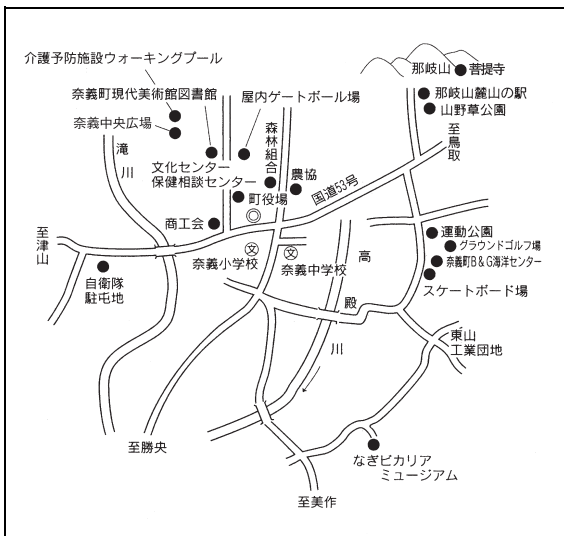 介護予防施設ウォーキングプール
奈義町現代美術館図書館
奈義中央広場
屋内ゲートボール場
那岐山
菩提寺
那岐山麓山の駅
山野草公園
至鳥取
滝川
森林組合
農協
国道53号
文化センター
保健相談センター
町役場
商工会
至津山
自衛隊
駐屯地
文
奈義小学校
文
奈義中学校
高殿川
運動公園
グラウンドゴルフ場
奈義町B&G海洋センター
スケートボード場
東山
工業団地
至勝央
なぎビカリア
ミュージアム
至美作